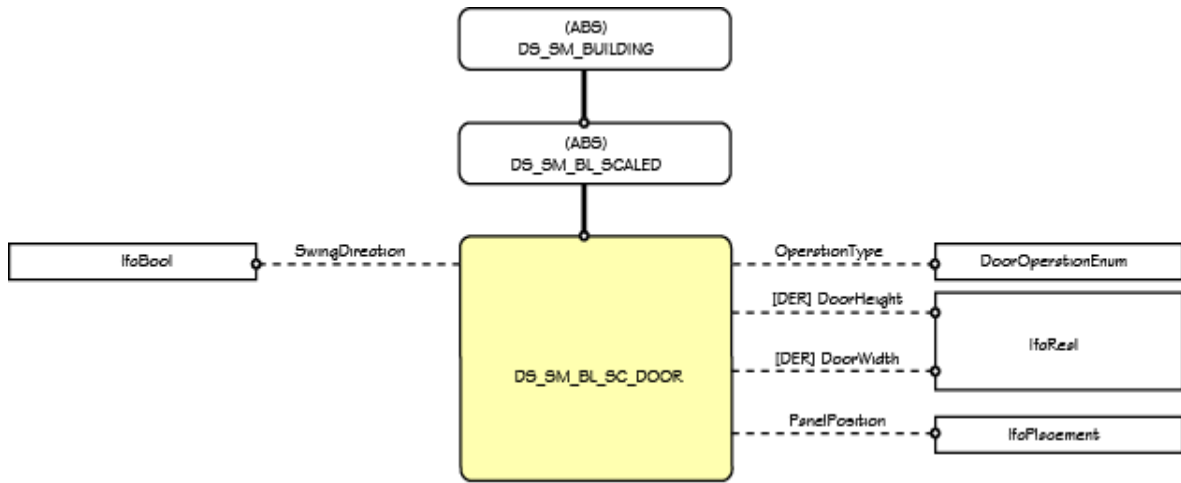 (ABS)
DS_SM_BUILDING
(ABS)
DS_SM_BL_SCALED
IfcBool
SwingDirection
OperationType
DoorOperationEnum
[DER] DoorHeight
IfcReal
[DER] DoorWidth
DS_SM_BL_SC_DOOR
PanelPosition
IfcPlacement